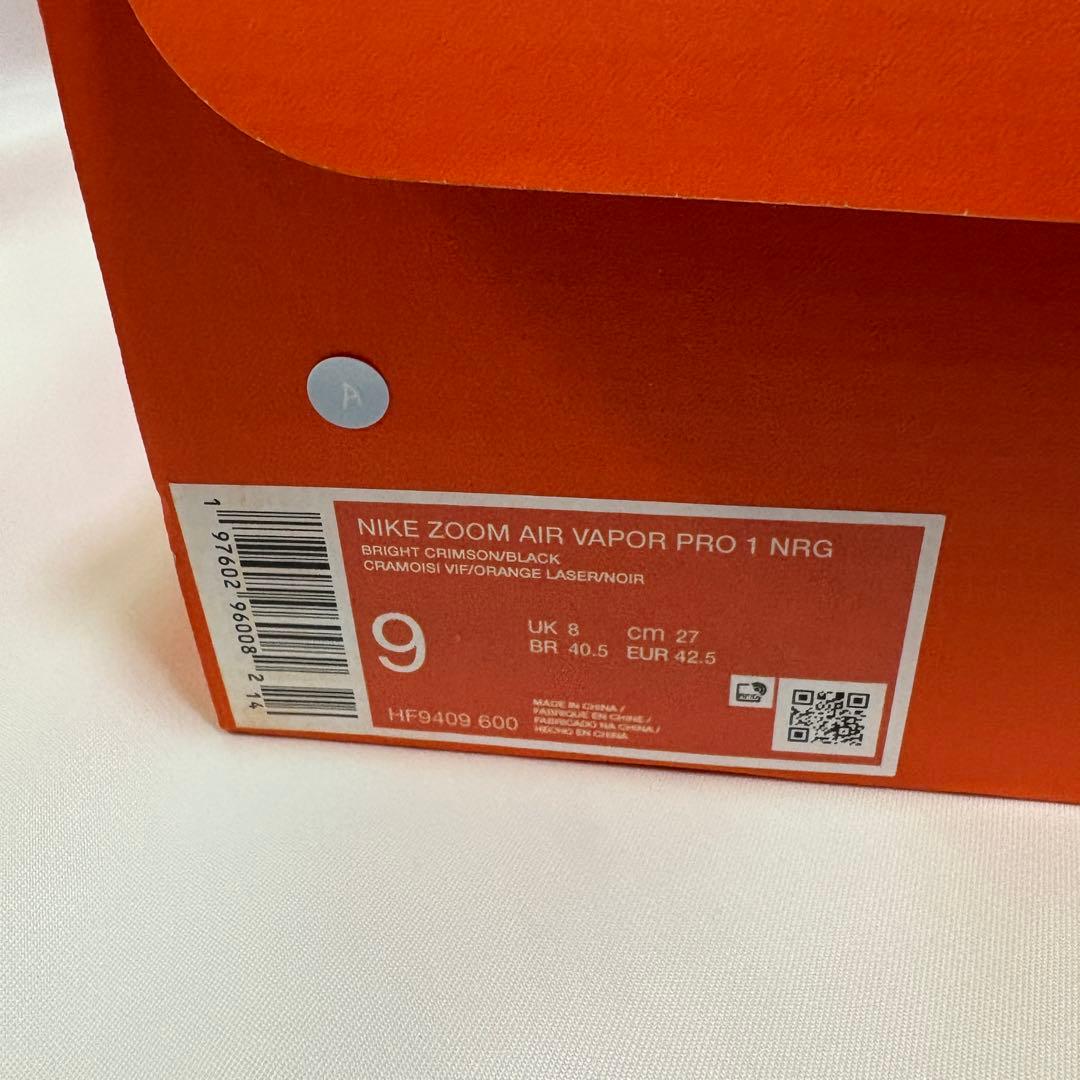 A
NIKE ZOOM AIR VAPOR PRO 1 NRG
BRIGHT CRIMSON/BLACK
CRAMOISI VIF/ORANGE LASER/NOIR
9
UK 8 cm 27
BR 40.5 EUR 42.5
HF9409 600
MADE IN CHINA /
FABRIQUE EN CHINE /
FABRICADO NA CHINA /
HECHO EN CHINA
1 97602 96008 2 14